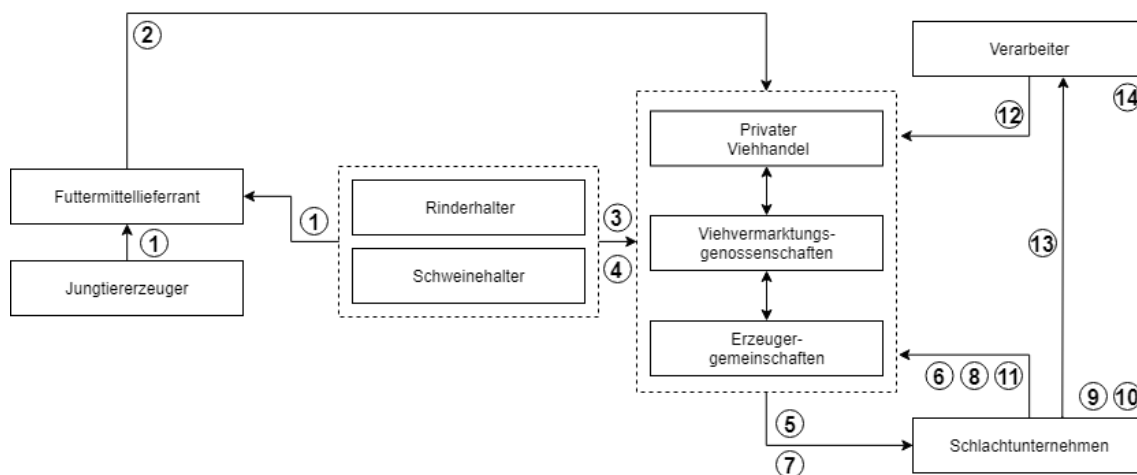 2
Verarbeiter
14
12
Privater
Viehhandel
Futtermittellieferrant
1
Jungtiererzeuger
1
Rinderhalter
Schweinehalter
3
4
Viehvermarktungs-
genossenschaften
13
Erzeuger-
gemeinschaften
6 8 11
9 10
5
7
Schlachtunternehmen